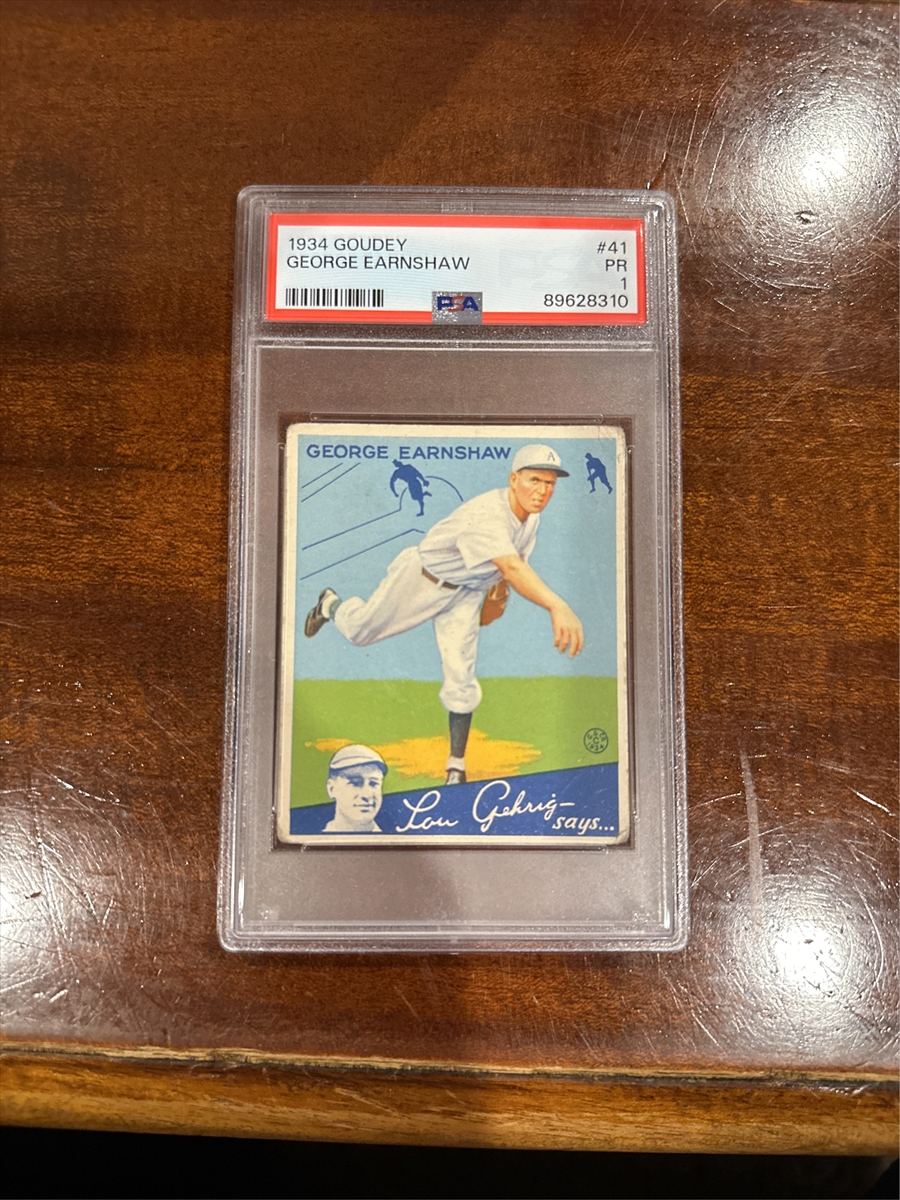 1934 GOUDEY
#41
GEORGE EARNSHAW
PR
1
PSA
89628310
GEORGE EARNSHAW
A
Lou Gehrig—
says...